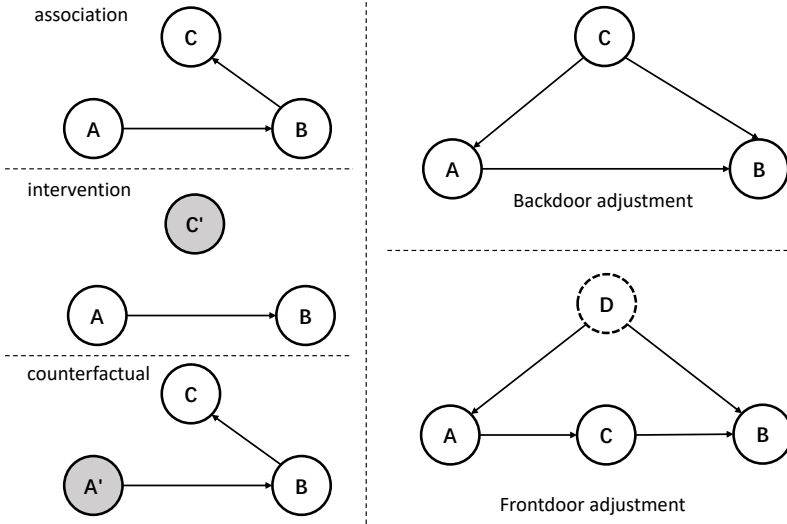 association
C
A
B
intervention
C'
A
B
counterfactual
C
A'
B
C
A
B
Backdoor adjustment
D
A
C
B
Frontdoor adjustment